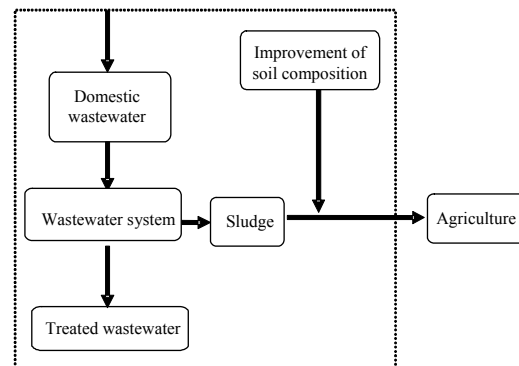 Improvement of
soil composition
Domestic
wastewater
Wastewater system
Sludge
Agriculture
Treated wastewater